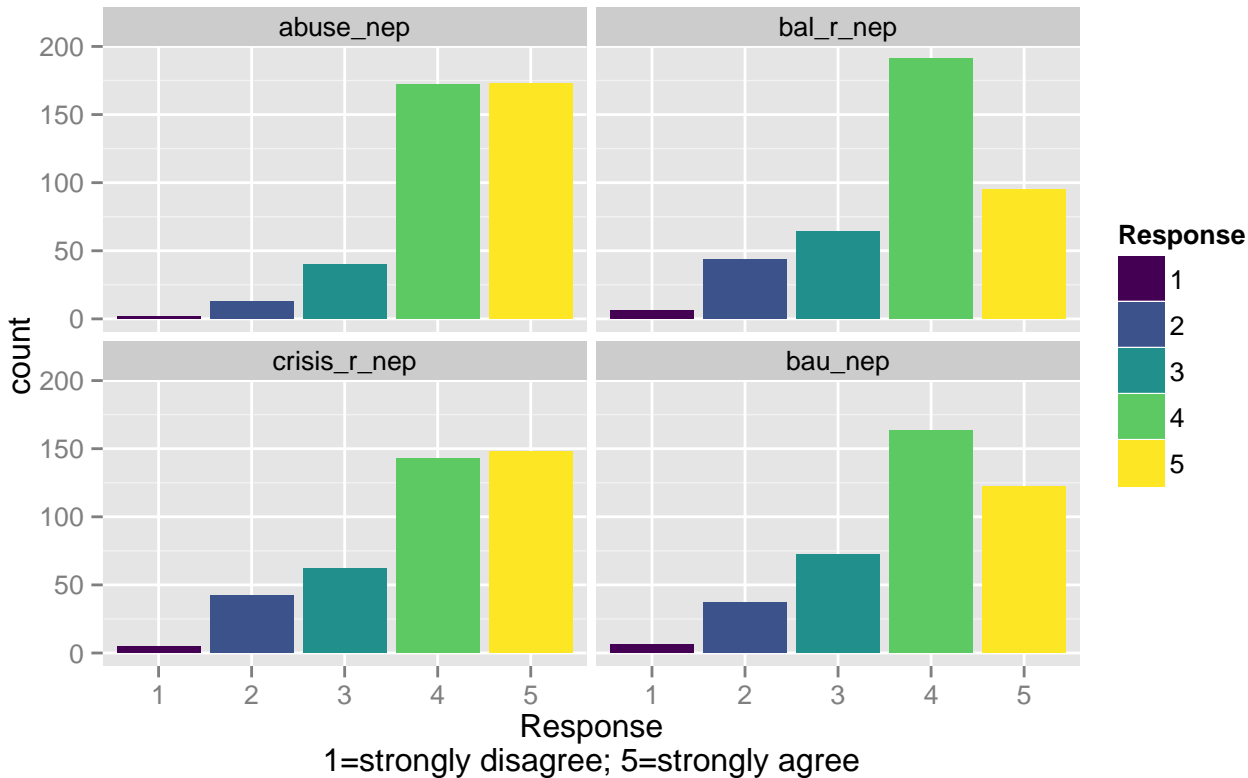 abuse_nep
bal_r_nep
200
150
100
50
0
crisis_r_nep
bau_nep
200
150
100
50
0
count
1 2 3 4 5
1 2 3 4 5
Response
1=strongly disagree; 5=strongly agree
Response
1
2
3
4
5